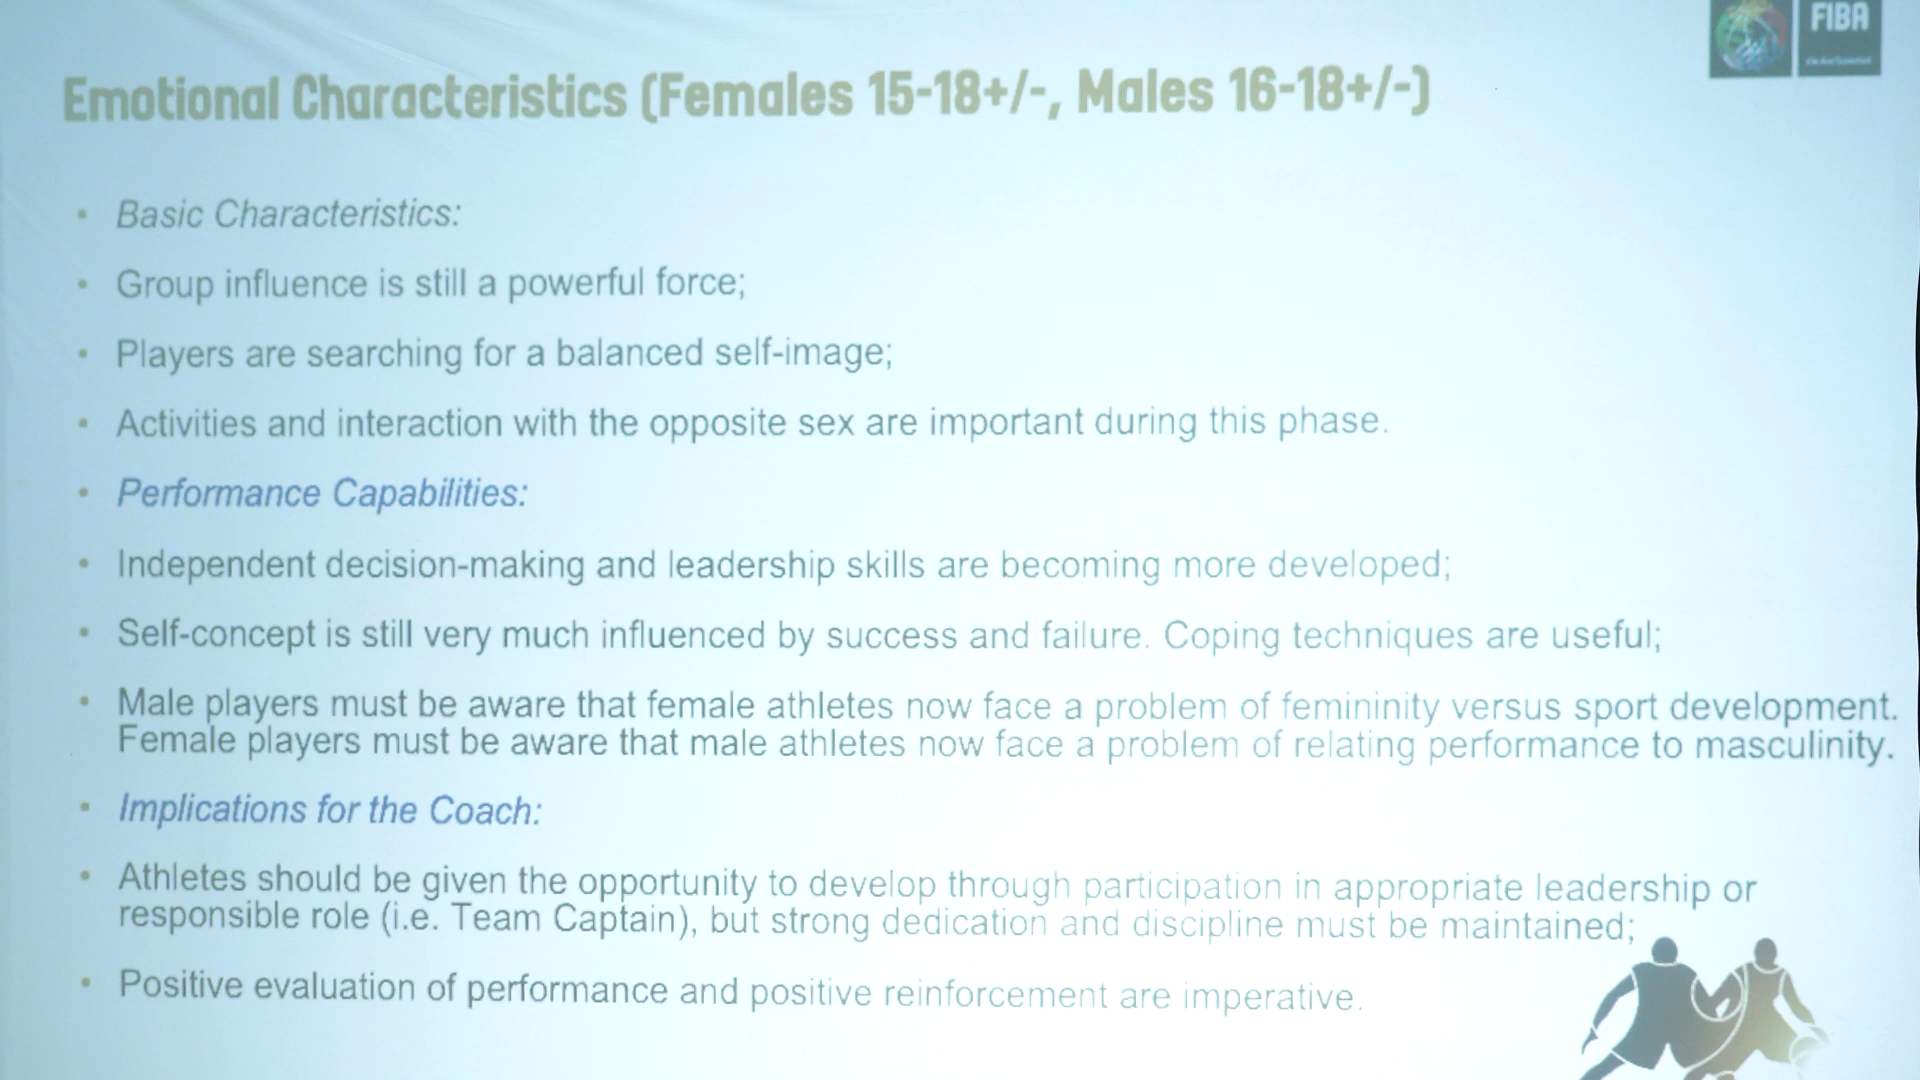 FIBA
Emotional Characteristics (Females 15-18+/-, Males 16-18+/-)
• Basic Characteristics:
• Group influence is still a powerful force;
• Players are searching for a balanced self-image;
• Activities and interaction with the opposite sex are important during this phase.
• Performance Capabilities:
• Independent decision-making and leadership skills are becoming more developed;
• Self-concept is still very much influenced by success and failure. Coping techniques are useful;
• Male players must be aware that female athletes now face a problem of femininity versus sport development.
Female players must be aware that male athletes now face a problem of relating performance to masculinity.
• Implications for the Coach:
• Athletes should be given the opportunity to develop through participation in appropriate leadership or
responsible role (i.e. Team Captain), but strong dedication and discipline must be maintained;
• Positive evaluation of performance and positive reinforcement are imperative.